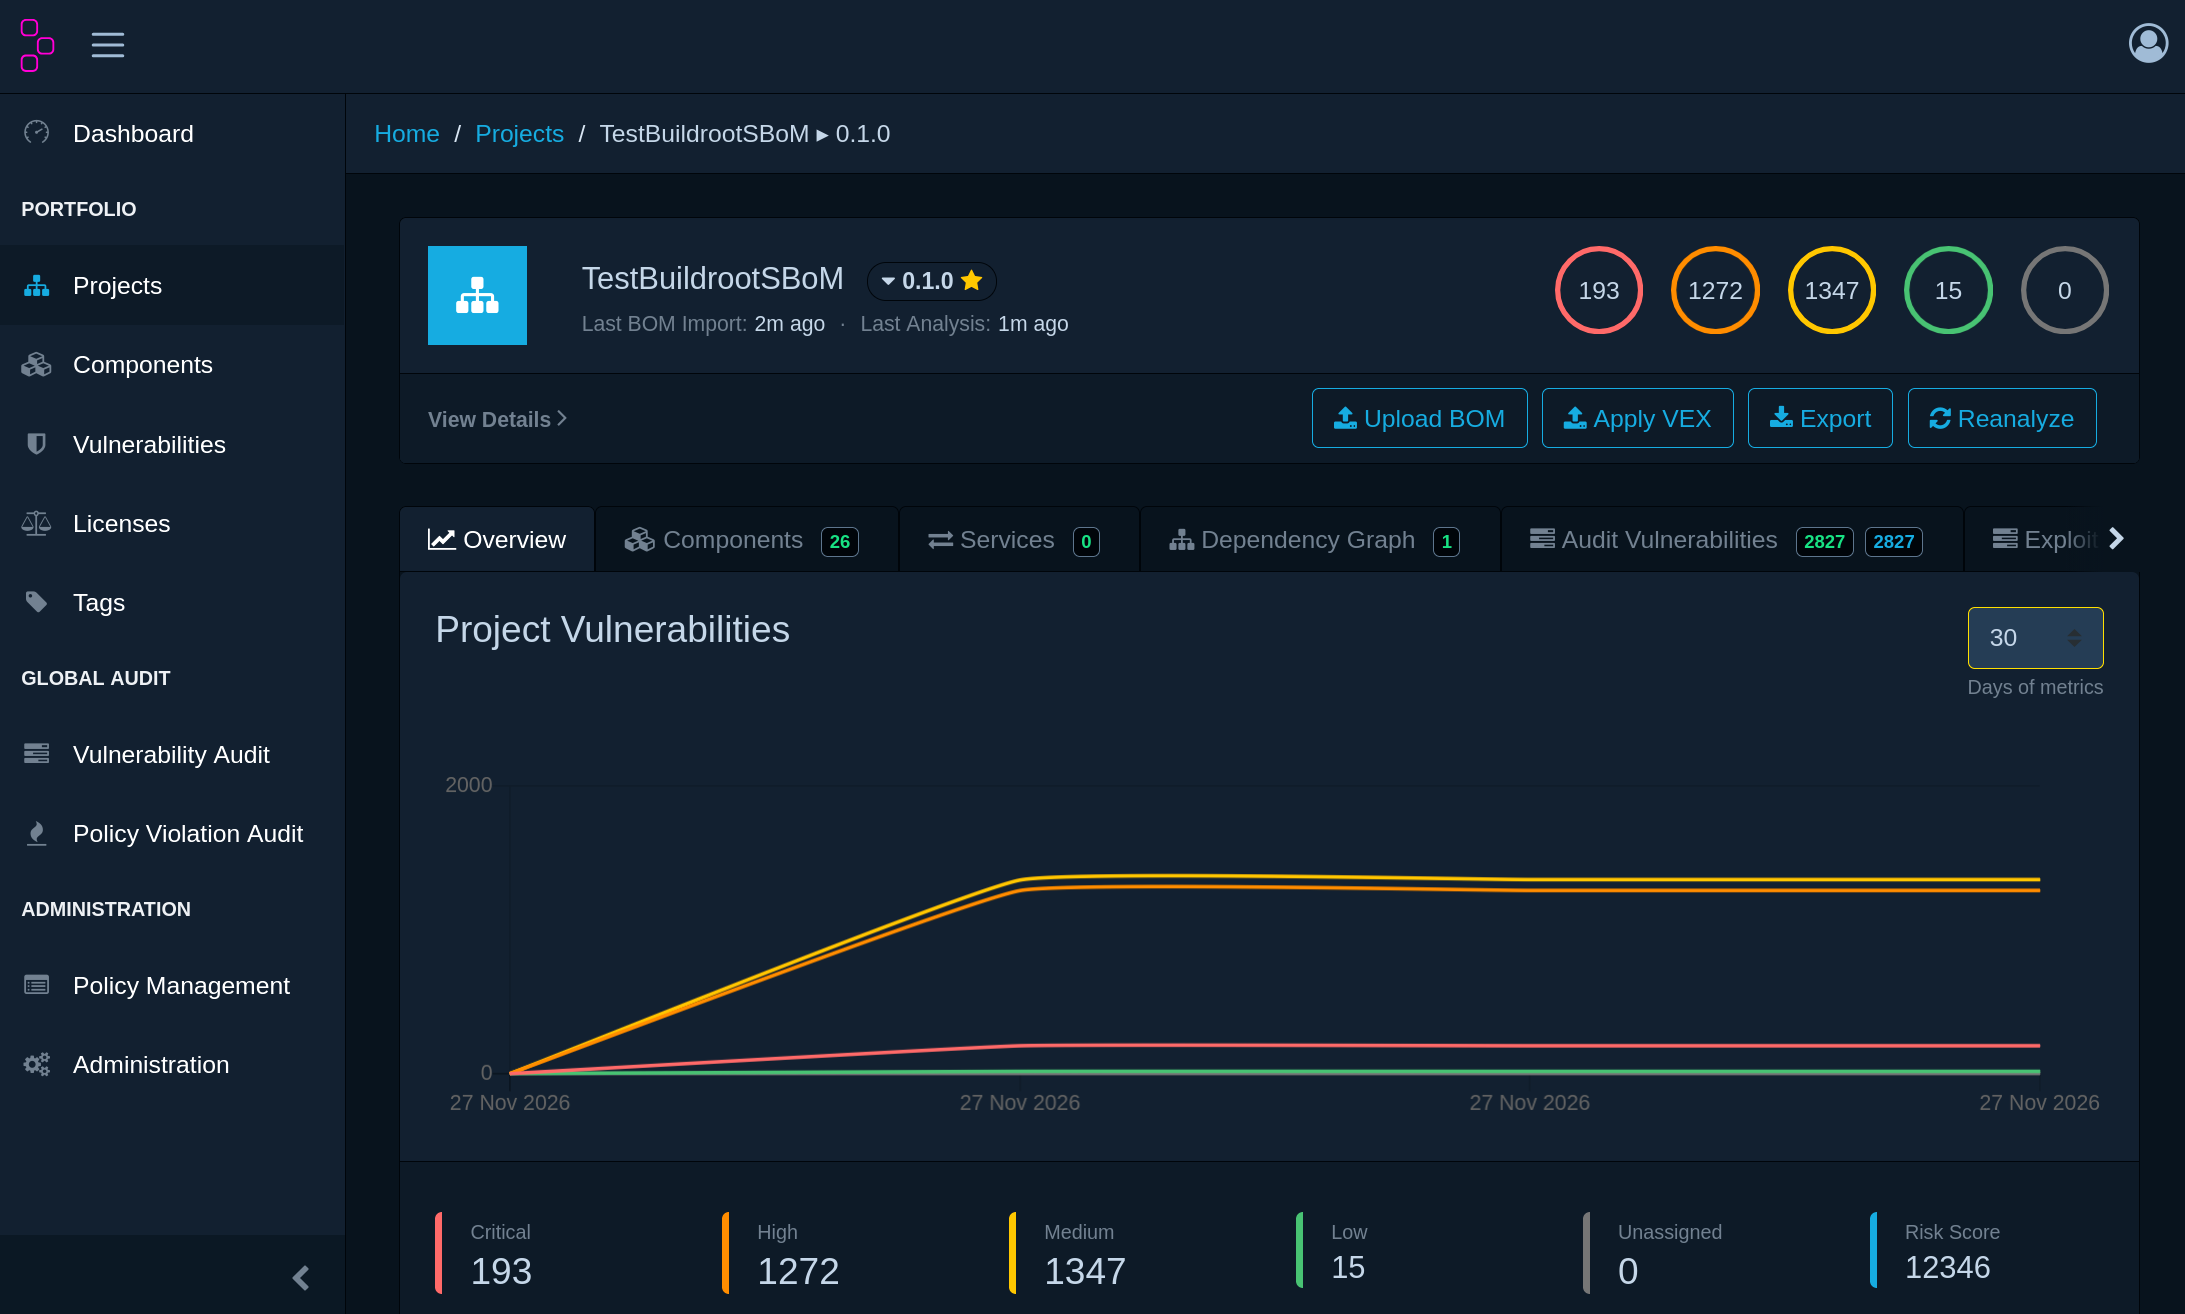 Dashboard
PORTFOLIO
Projects
Components
Vulnerabilities
Licenses
Tags
GLOBAL AUDIT
Vulnerability Audit
Policy Violation Audit
ADMINISTRATION
Policy Management
Administration
Home / Projects / TestBuildrootSBoM ▸ 0.1.0
TestBuildrootSBoM 0.1.0
Last BOM Import: 2m ago · Last Analysis: 1m ago
193 1272 1347 15 0
View Details
Upload BOM Apply VEX Export Reanalyze
Overview Components 26 Services 0 Dependency Graph 1 Audit Vulnerabilities 2827 2827 Exploit
Project Vulnerabilities
30
Days of metrics
2000
0
27 Nov 2026 27 Nov 2026 27 Nov 2026 27 Nov 2026
Critical High Medium Low Unassigned Risk Score
193 1272 1347 15 0 12346